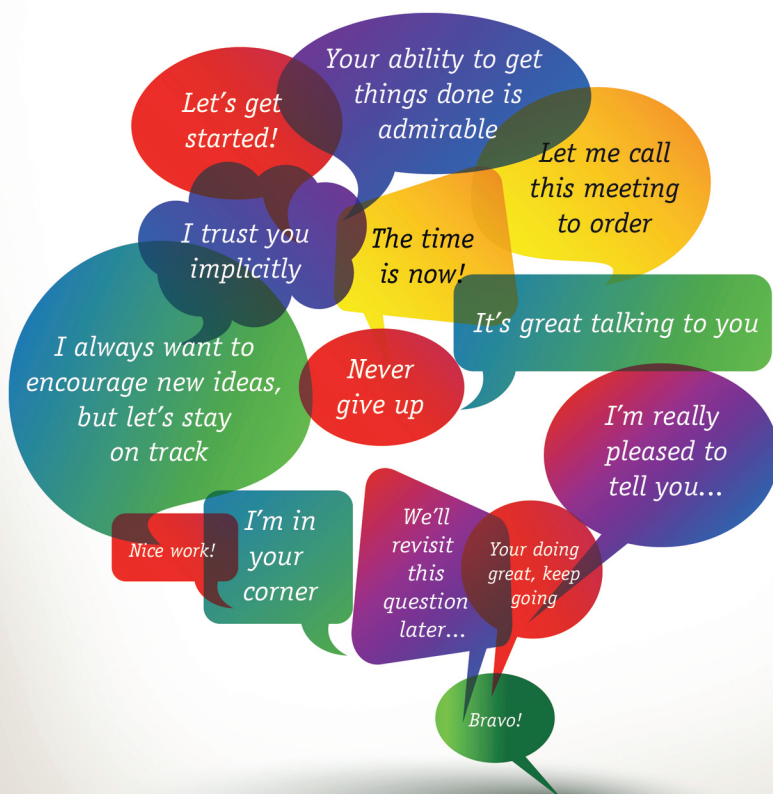 Your ability to get
things done is
admirable
Let's get
started!
Let me call
this meeting
to order
I trust you
implicitly
The time
is now!
It's great talking to you
I always want to
encourage new ideas,
but let's stay
on track
Never
give up
I'm really
pleased to
tell you...
Nice work!
I'm in
your
corner
We'll
revisit
this
question
later...
Your doing
great, keep
going
Bravo!